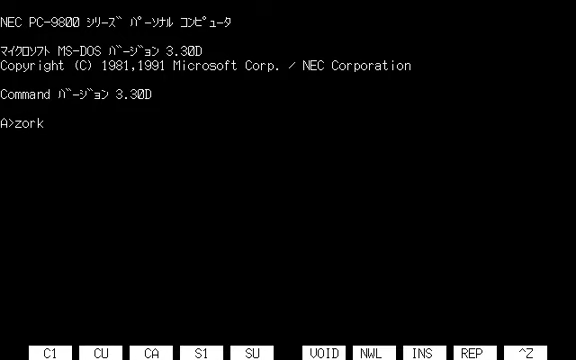 NEC PC-9800 ｼﾘｰｽﾞ ﾊﾟｰｿﾅﾙ ｺﾝﾋﾟｭｰﾀ
ﾏｲｸﾛｿﾌﾄ MS-DOS ﾊﾞｰｼﾞｮﾝ 3.30D
Copyright (C) 1981,1991 Microsoft Corp. / NEC Corporation
Command ﾊﾞｰｼﾞｮﾝ 3.30D
A>zork
C1 CU CA S1 SU VOID NWL INS REP ^Z